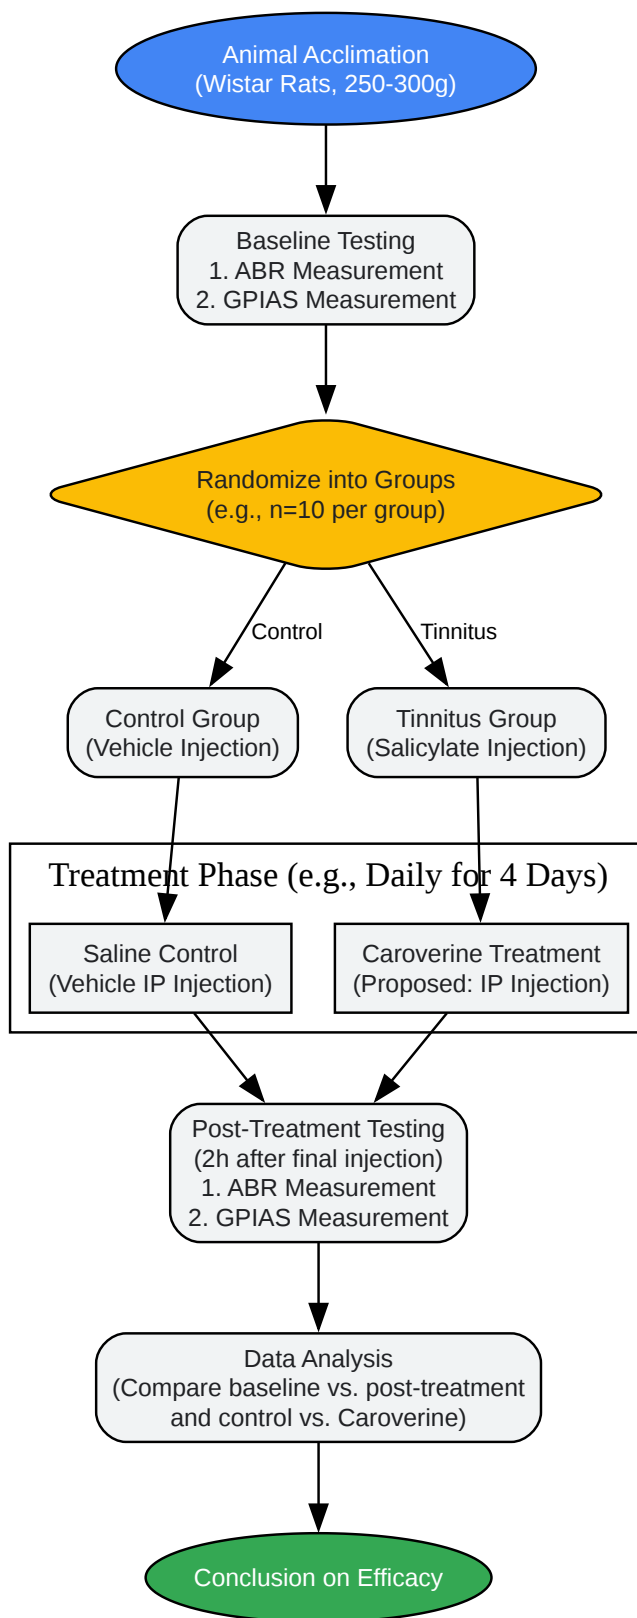 Animal Acclimation
(Wistar Rats, 250-300g)
Baseline Testing
1. ABR Measurement
2. GPIAS Measurement
Randomize into Groups
(e.g., n=10 per group)
Control
Tinnitus
Control Group
(Vehicle Injection)
Tinnitus Group
(Salicylate Injection)
Treatment Phase (e.g., Daily for 4 Days)
Saline Control
(Vehicle IP Injection)
Caroverine Treatment
(Proposed: IP Injection)
Post-Treatment Testing
(2h after final injection)
1. ABR Measurement
2. GPIAS Measurement
Data Analysis
(Compare baseline vs. post-treatment
and control vs. Caroverine)
Conclusion on Efficacy